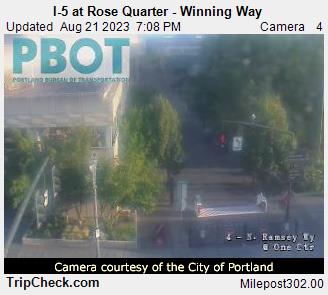 I-5 at Rose Quarter - Winning Way
Updated Aug 21 2023 7:08 PM Camera 4
PBOT
PORTLAND BUREAU OF TRANSPORTATION
4 - N. Ramsey Wy
@ One Ctr
Camera courtesy of the City of Portland
TripCheck.com Milepost302.00